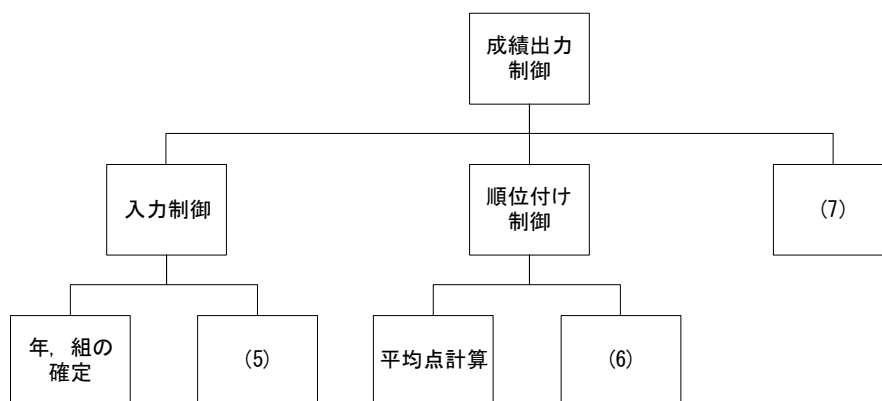 成績出力
制御
入力制御
順位付け
制御
(7)
年，組の
確定
(5)
平均点計算
(6)